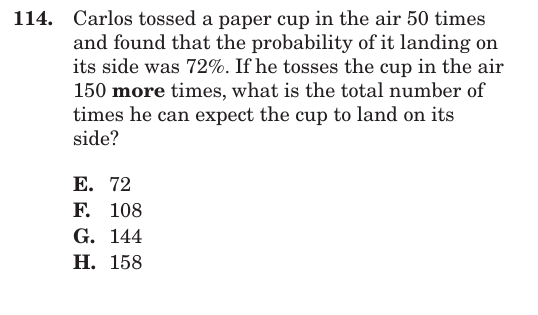 114. Carlos tossed a paper cup in the air 50 times
and found that the probability of it landing on
its side was 72%. If he tosses the cup in the air
150 more times, what is the total number of
times he can expect the cup to land on its
side?
E. 72
F. 108
G. 144
H. 158